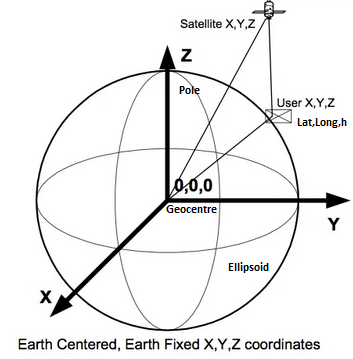 Satellite X,Y,Z
Z
Pole
User X,Y,Z
Lat,Long,h
0,0,0
Geocentre
Y
Ellipsoid
X
Earth Centered, Earth Fixed X,Y,Z coordinates